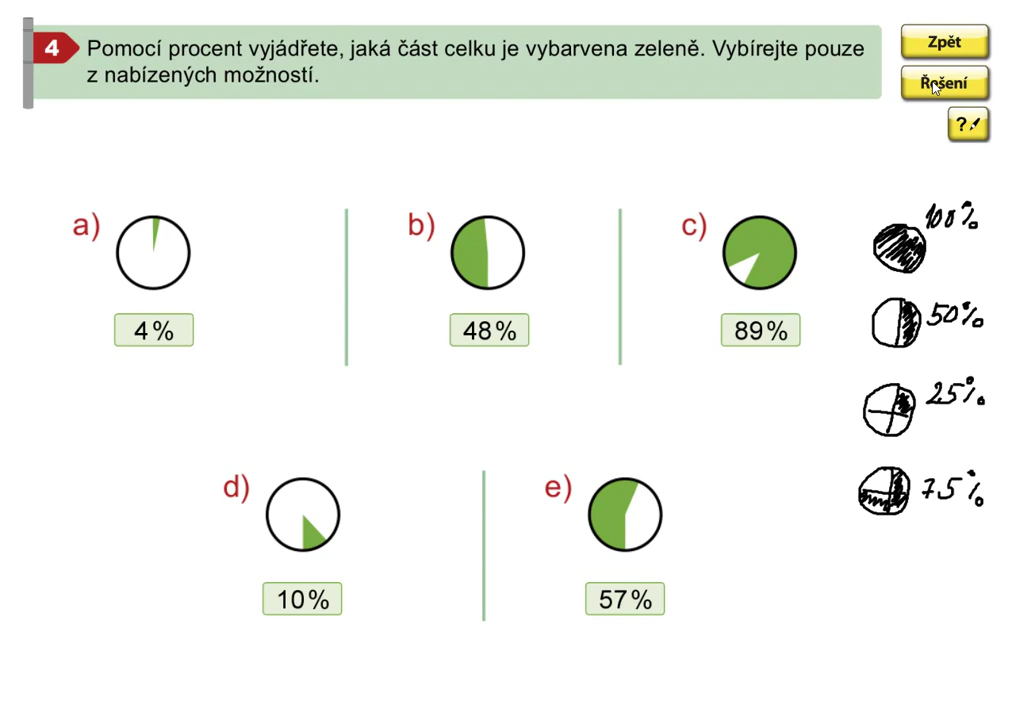 4 Pomocí procent vyjádřete, jaká část celku je vybarvena zeleně. Vybírejte pouze
z nabízených možností.
Zpět
Řešení
?
a)
4 %
b)
48 %
c)
89 %
100%
50%
25%
75%
d)
10 %
e)
57 %